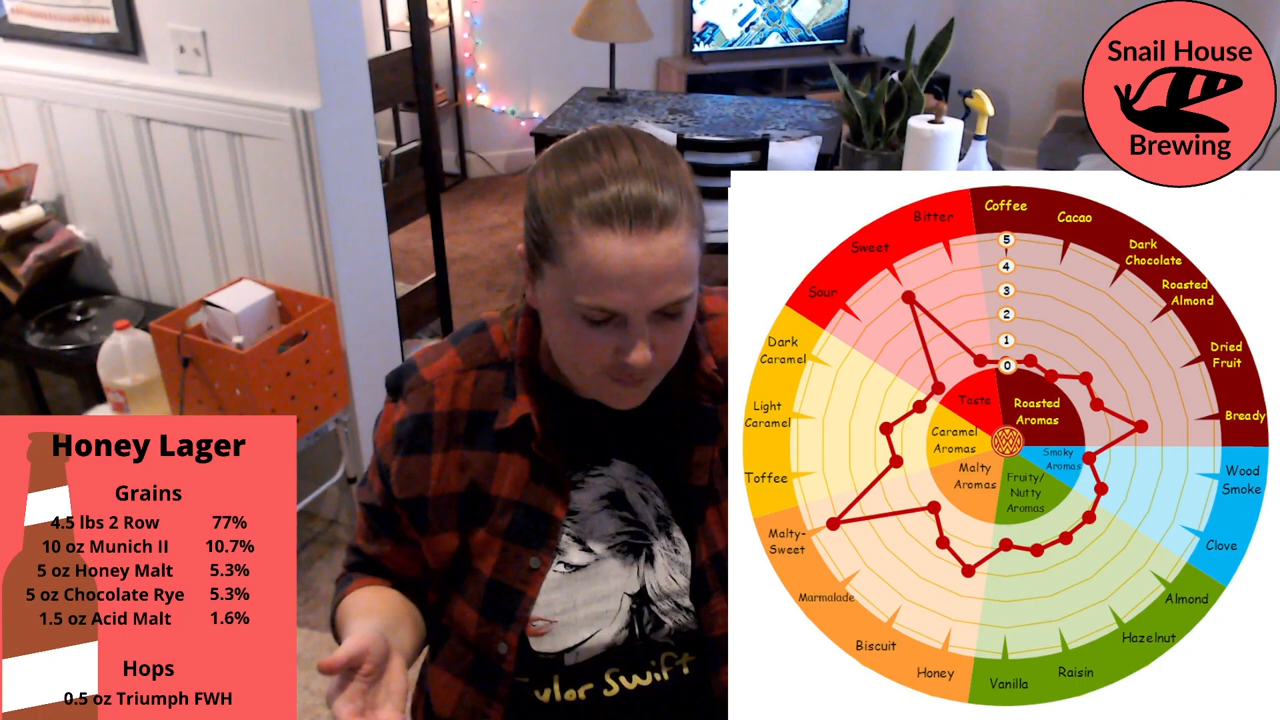 Snail House
Brewing
Honey Lager
Grains
4.5 lbs 2 Row 77%
10 oz Munich II 10.7%
5 oz Honey Malt 5.3%
5 oz Chocolate Rye 5.3%
1.5 oz Acid Malt 1.6%
Hops
0.5 oz Triumph FWH
Taylor Swift
Coffee
Cacao
Dark
Chocolate
Roasted
Almond
Dried
Fruit
Bready
Wood
Smoke
Clove
Almond
Hazelnut
Raisin
Vanilla
Honey
Biscuit
Marmalade
Malty-
Sweet
Toffee
Light
Caramel
Dark
Caramel
Sour
Sweet
Bitter
5
4
3
2
1
0
Taste
Roasted
Aromas
Caramel
Aromas
Smoky
Aromas
Malty
Aromas
Fruity/
Nutty
Aromas